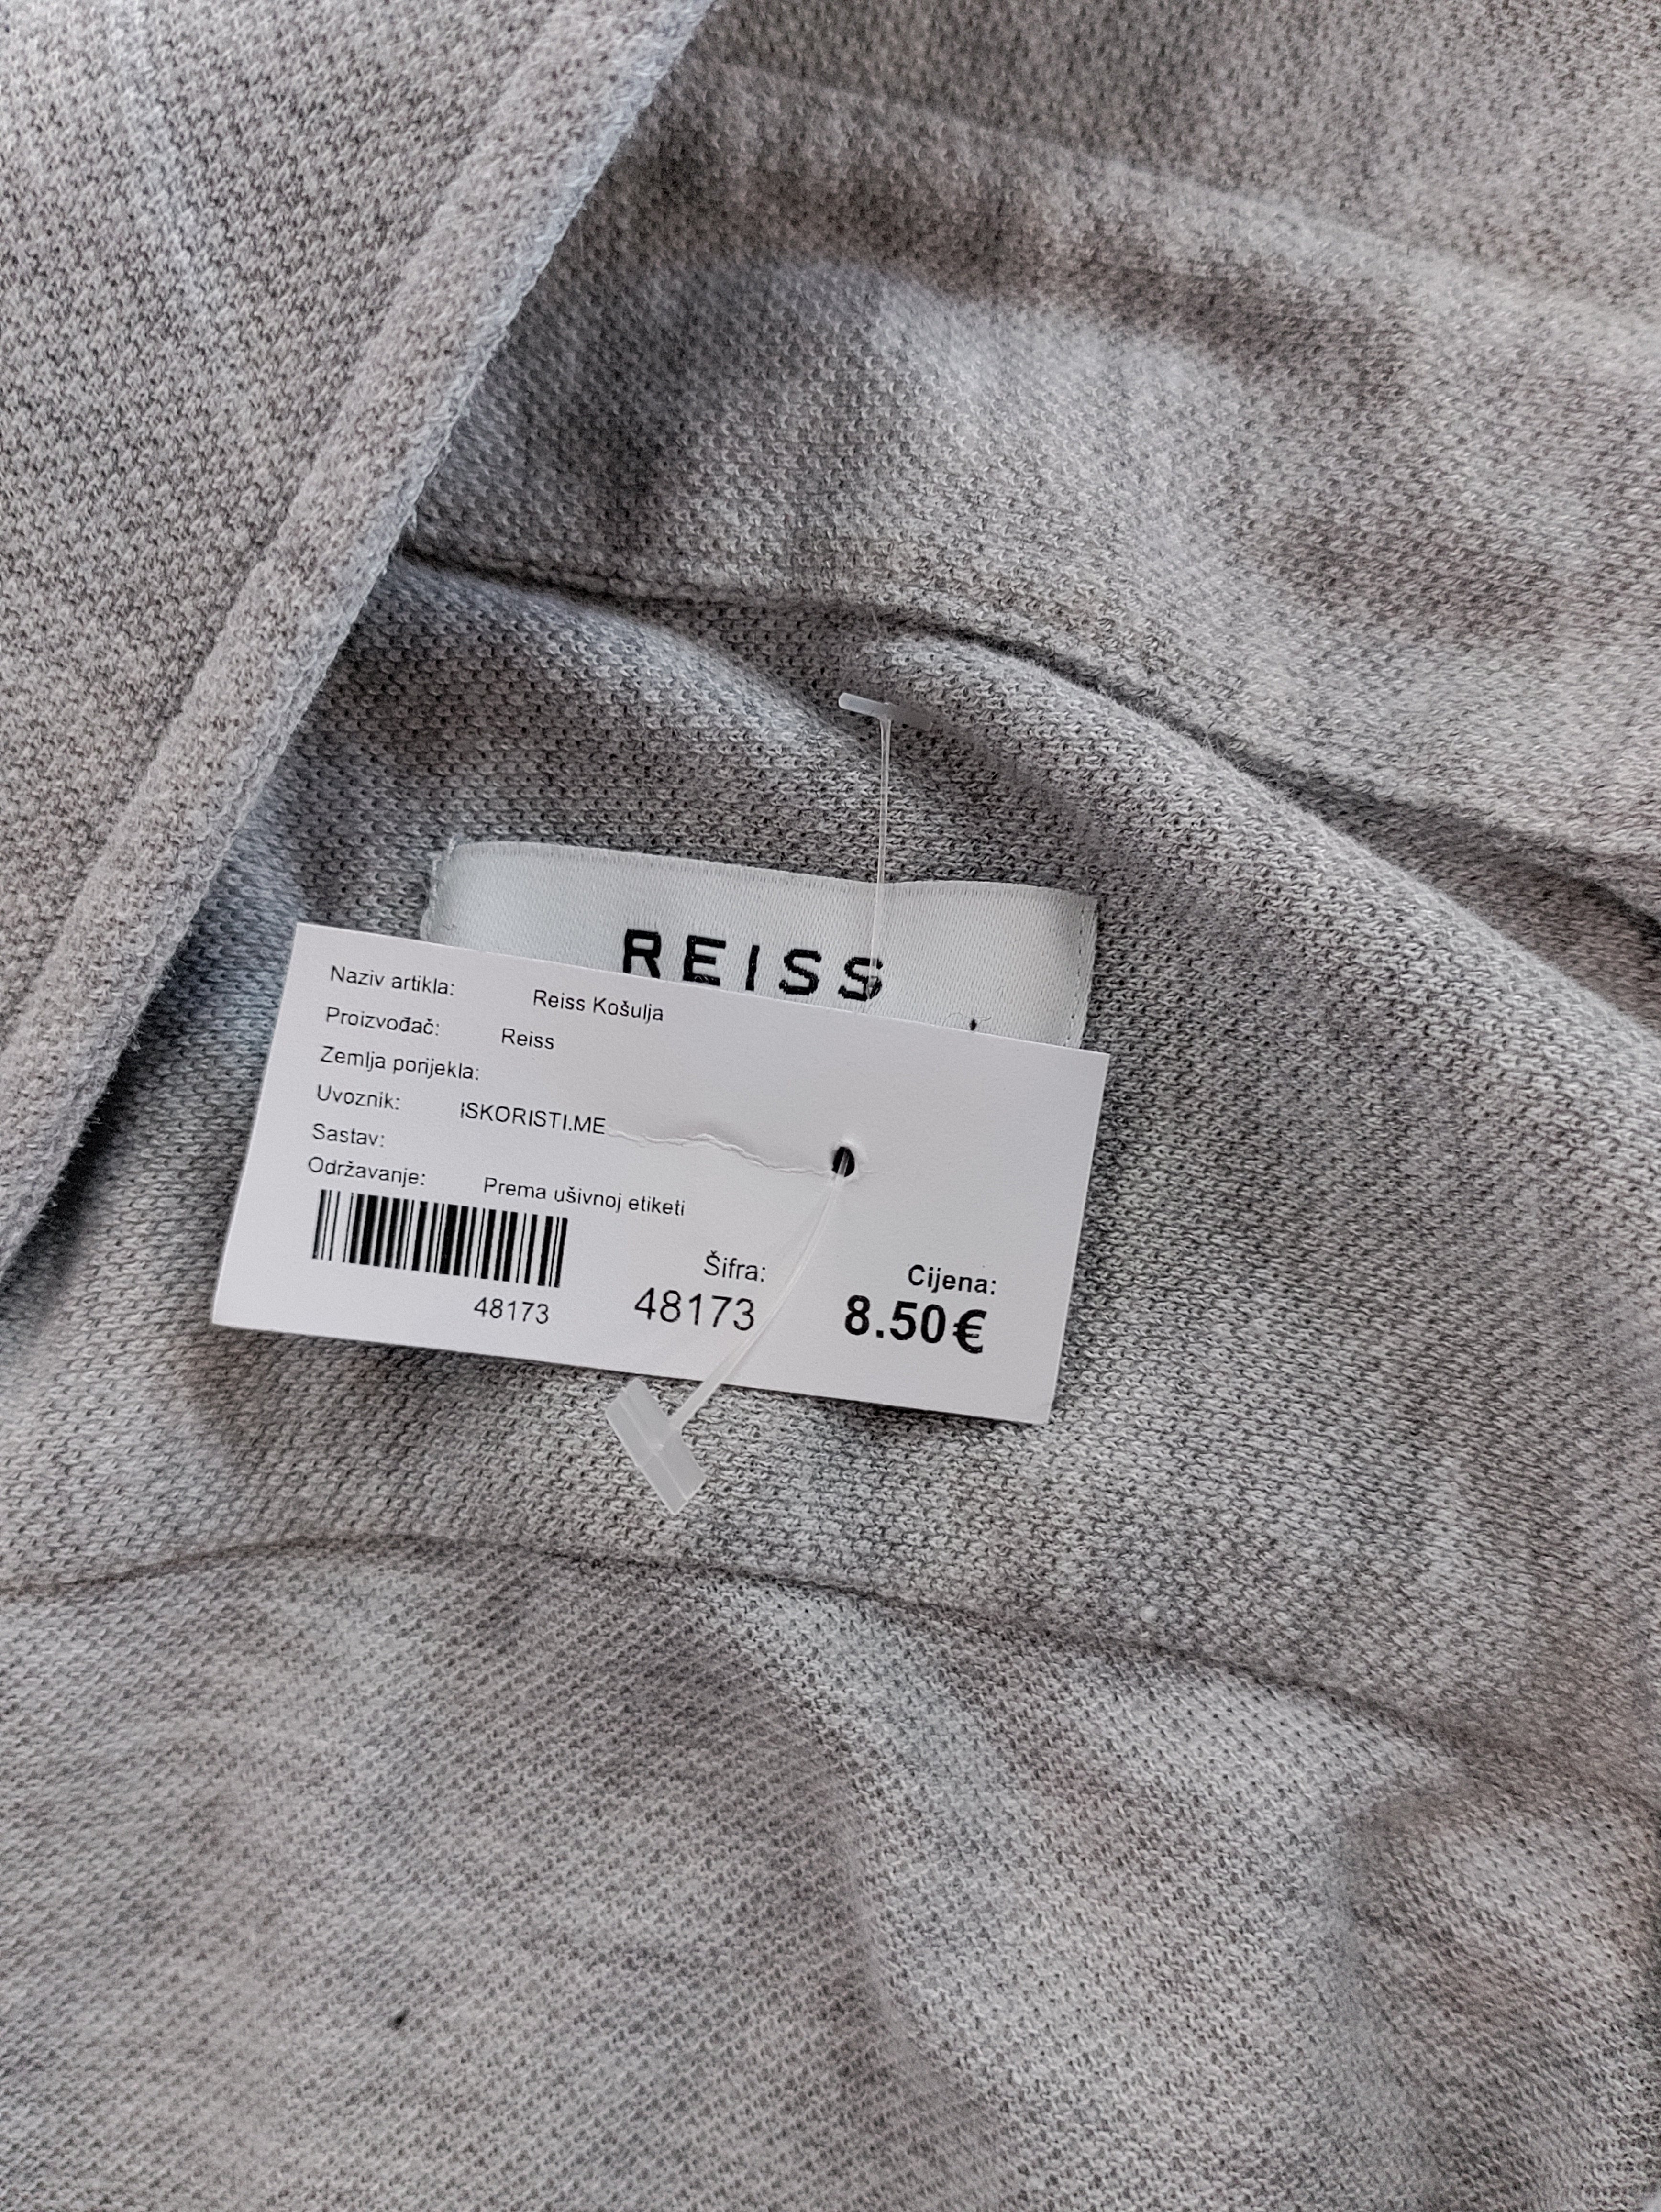 REISS
Naziv artikla: Reiss Košulja
Proizvođač: Reiss
Zemlja porijekla:
Uvoznik: ISKORISTI.ME
Sastav:
Održavanje: Prema ušivnoj etiketi
48173
Šifra:
48173
Cijena:
8.50€